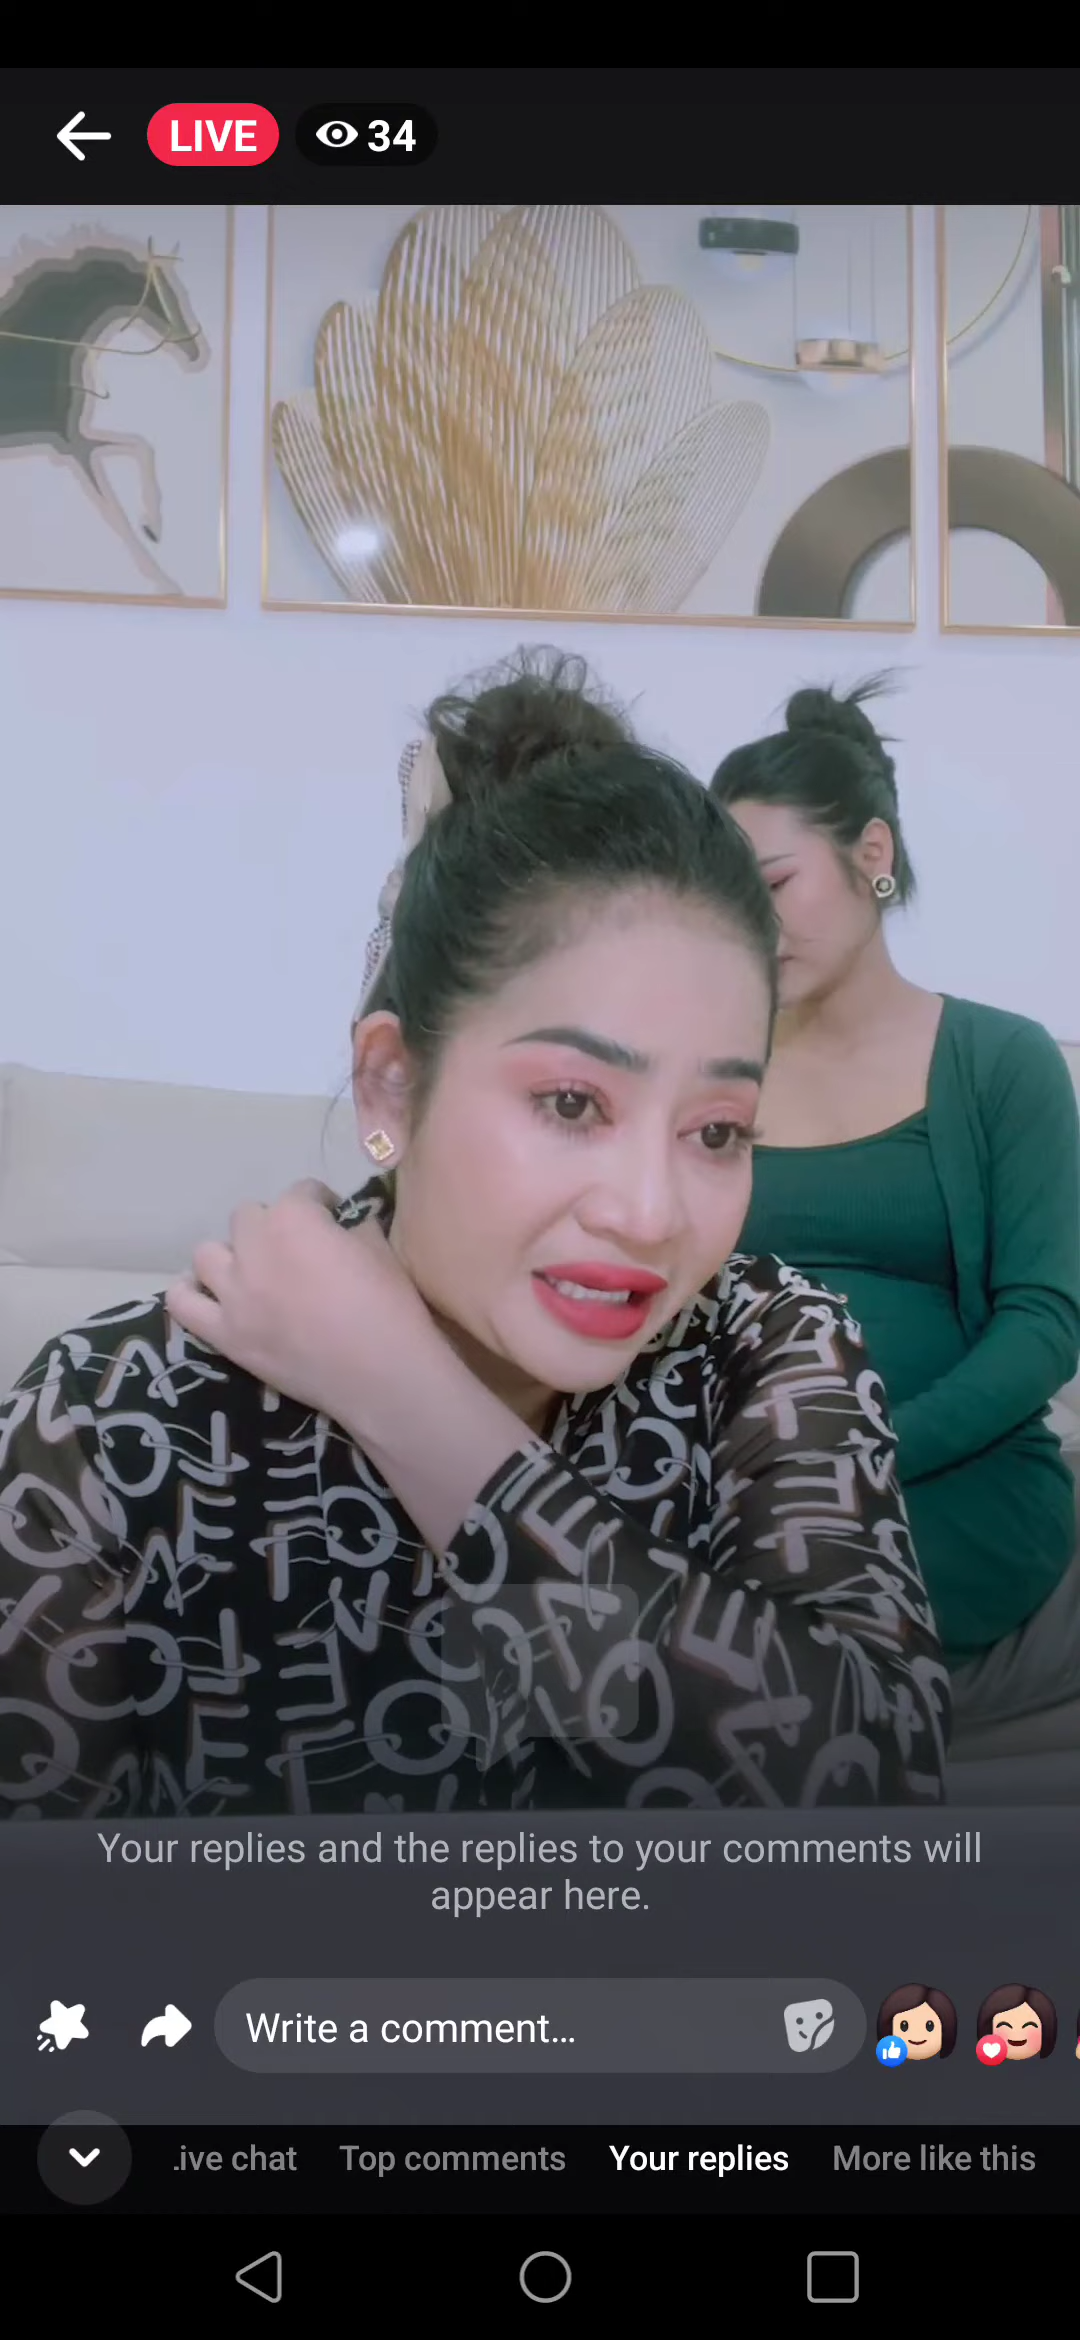 LIVE 34
Your replies and the replies to your comments will
appear here.
Write a comment...
.ive chat Top comments Your replies More like this